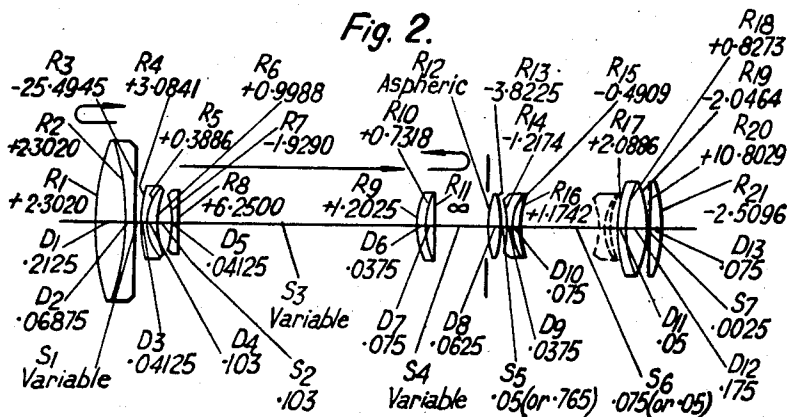 Fig. 2.
R18
+0.8273
R3
-25.4945
R4
+3.0841
R6
+0.9988
R12
Aspheric
R13
-3.8225
R15
-0.4909
R19
-2.0464
R2
+2.3020
R5
+0.3886
R7
-1.9290
R10
+0.7318
R14
-1.2174
R17
+2.0886
R20
+10.8029
R1
+2.3020
R8
+6.2500
R9
+1.2025
R11
∞
R16
+1.1742
R21
-2.5096
D1
.2125
D5
.04125
D6
.0375
D10
.075
D13
.075
S3
Variable
D2
.06875
D3
.04125
D4
.103
D7
.075
D8
.0625
D9
.0375
D11
.05
S7
.0025
S1
Variable
S2
.103
S4
Variable
S5
.05(or .765)
S6
.075(or .05)
D12
.175